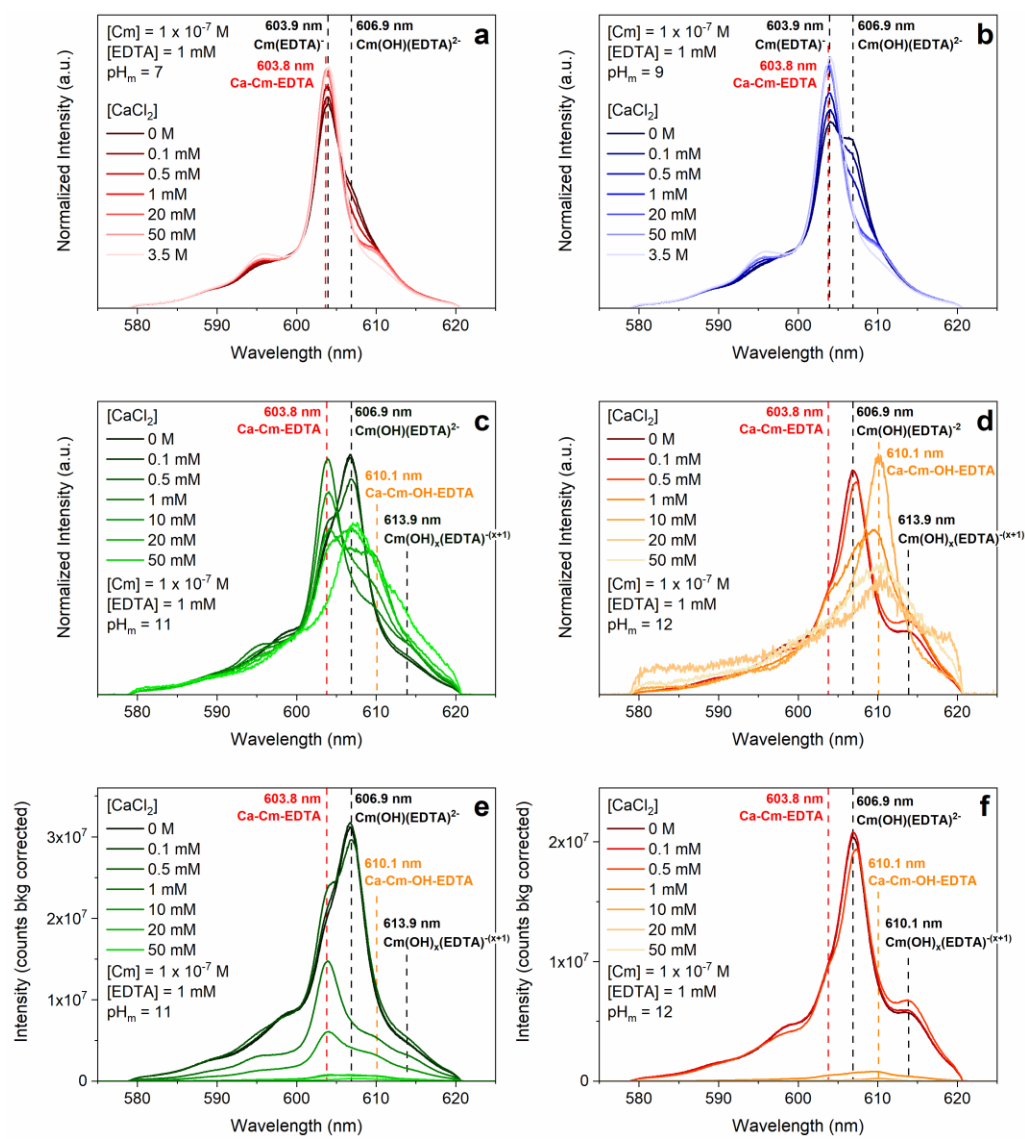 [Cm] = 1 x 10⁻⁷ M
[EDTA] = 1 mM
pHₘ = 7
603.9 nm
Cm(EDTA)⁻
606.9 nm
Cm(OH)(EDTA)²⁻
a
603.8 nm
Ca-Cm-EDTA
[CaCl₂]
0 M
0.1 mM
0.5 mM
1 mM
20 mM
50 mM
3.5 M
Normalized Intensity (a.u.)
580 590 600 610 620
Wavelength (nm)
[Cm] = 1 x 10⁻⁷ M
[EDTA] = 1 mM
pHₘ = 9
603.9 nm
Cm(EDTA)⁻
606.9 nm
Cm(OH)(EDTA)²⁻
b
603.8 nm
Ca-Cm-EDTA
[CaCl₂]
0 M
0.1 mM
0.5 mM
1 mM
20 mM
50 mM
3.5 M
Normalized Intensity (a.u.)
580 590 600 610 620
Wavelength (nm)
[CaCl₂]
0 M
0.1 mM
0.5 mM
1 mM
10 mM
20 mM
50 mM
[Cm] = 1 x 10⁻⁷ M
[EDTA] = 1 mM
pHₘ = 11
603.8 nm
Ca-Cm-EDTA
606.9 nm
Cm(OH)(EDTA)²⁻
c
610.1 nm
Ca-Cm-OH-EDTA
613.9 nm
Cm(OH)ₓ(EDTA)⁻⁽ˣ⁺¹⁾
Normalized Intensity (a.u.)
580 590 600 610 620
Wavelength (nm)
[CaCl₂]
0 M
0.1 mM
0.5 mM
1 mM
10 mM
20 mM
50 mM
[Cm] = 1 x 10⁻⁷ M
[EDTA] = 1 mM
pHₘ = 12
603.8 nm
Ca-Cm-EDTA
606.9 nm
Cm(OH)(EDTA)⁻²
d
610.1 nm
Ca-Cm-OH-EDTA
613.9 nm
Cm(OH)ₓ(EDTA)⁻⁽ˣ⁺¹⁾
Normalized Intensity (a.u.)
580 590 600 610 620
Wavelength (nm)
[CaCl₂]
0 M
0.1 mM
0.5 mM
1 mM
10 mM
20 mM
50 mM
[Cm] = 1 x 10⁻⁷ M
[EDTA] = 1 mM
pHₘ = 11
603.8 nm
Ca-Cm-EDTA
606.9 nm
Cm(OH)(EDTA)²⁻
e
610.1 nm
Ca-Cm-OH-EDTA
613.9 nm
Cm(OH)ₓ(EDTA)⁻⁽ˣ⁺¹⁾
Intensity (counts bkg corrected)
3x10⁷
2x10⁷
1x10⁷
0
580 590 600 610 620
Wavelength (nm)
[CaCl₂]
0 M
0.1 mM
0.5 mM
1 mM
10 mM
20 mM
50 mM
[Cm] = 1 x 10⁻⁷ M
[EDTA] = 1 mM
pHₘ = 12
603.8 nm
Ca-Cm-EDTA
606.9 nm
Cm(OH)(EDTA)²⁻
f
610.1 nm
Ca-Cm-OH-EDTA
610.1 nm
Cm(OH)ₓ(EDTA)⁻⁽ˣ⁺¹⁾
Intensity (counts bkg corrected)
2x10⁷
1x10⁷
0
580 590 600 610 620
Wavelength (nm)